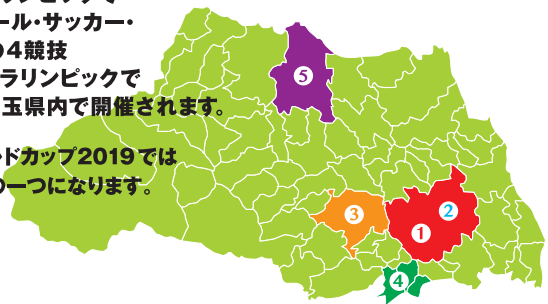 ール・サッカー・
の4競技
ラリンピックで
玉県内で開催されます。
ドカップ2019では
の一つになります。
5
3
2
1
4